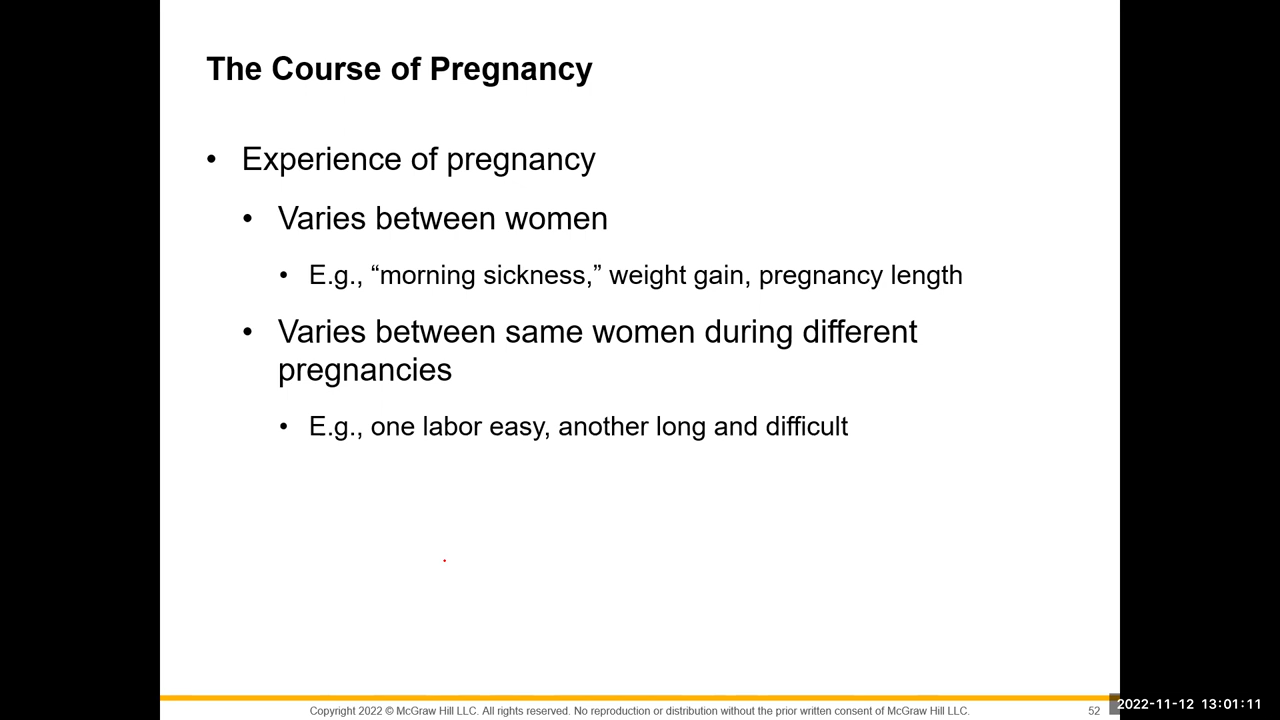 The Course of Pregnancy
• Experience of pregnancy
• Varies between women
• E.g., “morning sickness,” weight gain, pregnancy length
• Varies between same women during different
pregnancies
• E.g., one labor easy, another long and difficult
Copyright 2022 © McGraw Hill LLC. All rights reserved. No reproduction or distribution without the prior written consent of McGraw Hill LLC.
52
2022-11-12 13:01:11